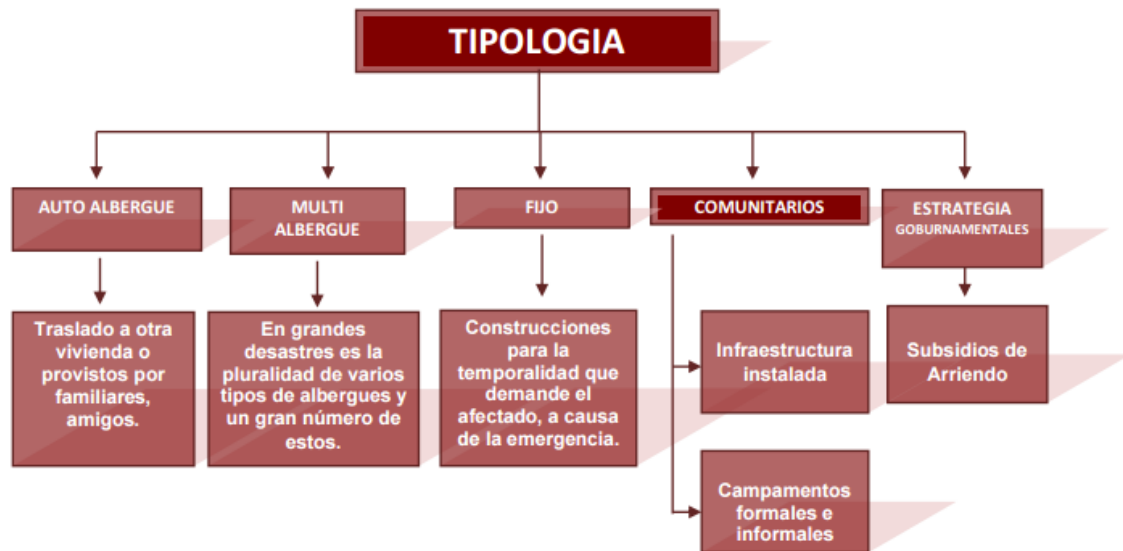 TIPOLOGIA
AUTO ALBERGUE
MULTI
ALBERGUE
FIJO
COMUNITARIOS
ESTRATEGIA
GOBURNAMENTALES
Traslado a otra
vivienda o
provistos por
familiares,
amigos.
En grandes
desastres es la
pluralidad de varios
tipos de albergues y
un gran número de
estos.
Construcciones
para la
temporalidad que
demande el
afectado, a causa
de la emergencia.
Infraestructura
instalada
Subsidios de
Arriendo
Campamentos
formales e
informales